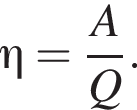 η = A/Q.